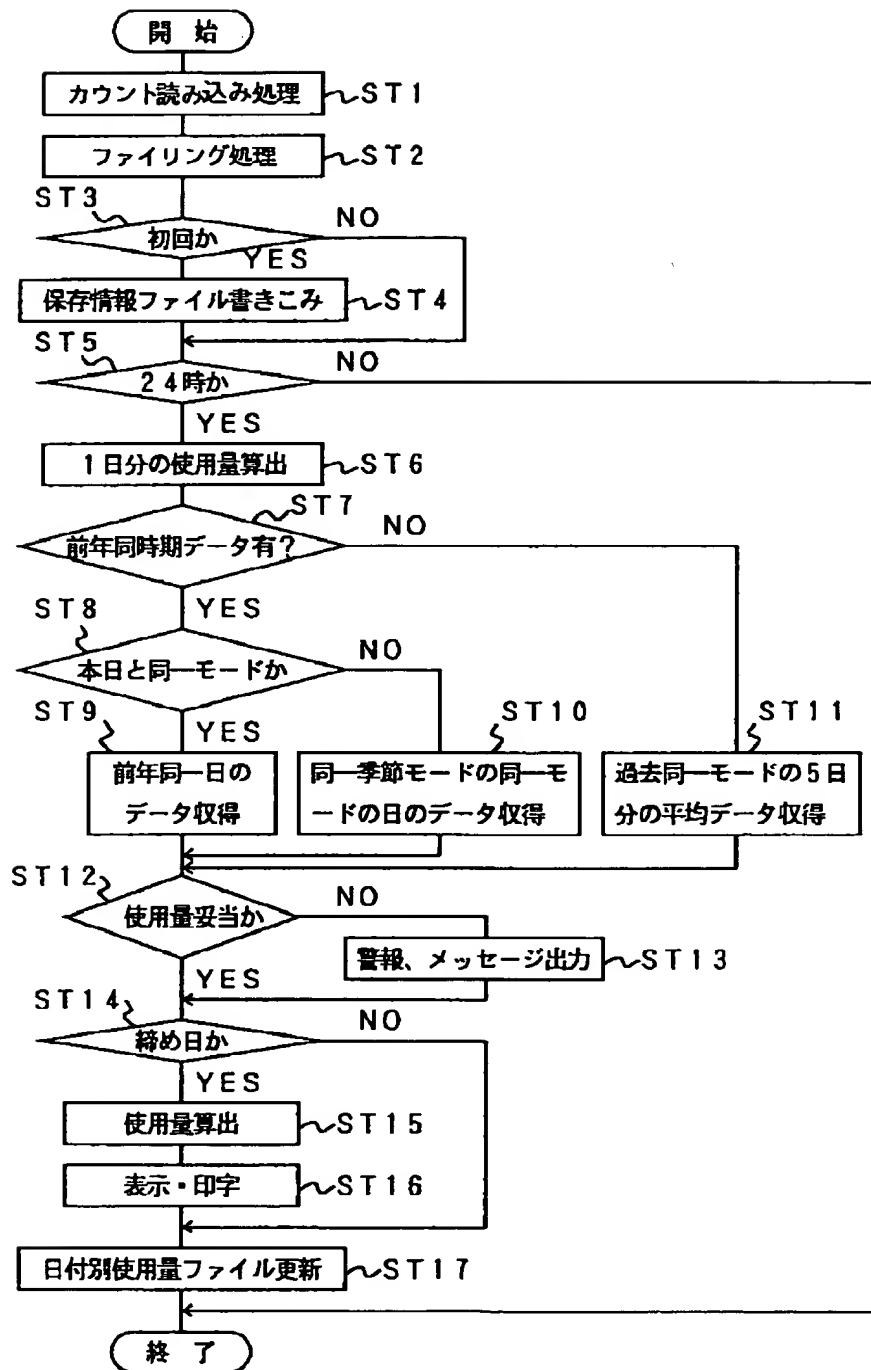 開 始
カウント読み込み処理
ST1
ファイリング処理
ST2
ST3
初回か
NO
YES
保存情報ファイル書きこみ
ST4
ST5
24時か
NO
YES
1日分の使用量算出
ST6
ST7
前年同時期データ有?
NO
YES
ST8
本日と同一モードか
NO
YES
ST9
前年同一日の
データ収得
ST10
同一季節モードの同一モ
ードの日のデータ収得
ST11
過去同一モードの5日
分の平均データ収得
ST12
使用量妥当か
NO
YES
警報、メッセージ出力
ST13
ST14
締め日か
NO
YES
使用量算出
ST15
表示・印字
ST16
日付別使用量ファイル更新
ST17
終 了